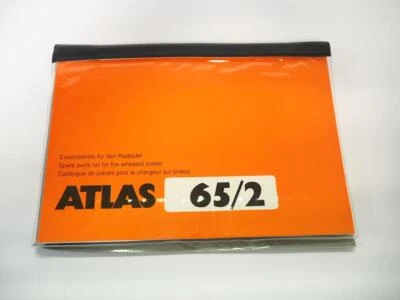 Ersatzteilliste für den Radlader
Spare parts list for the wheeled loader
Catalogue de pièces pour le chargeur sur pneus
ATLAS 65/2